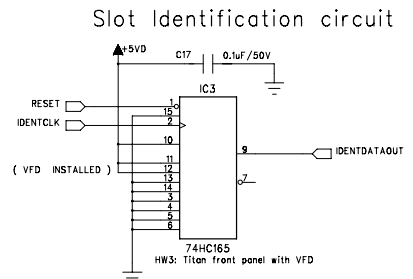 Slot Identification circuit
+5VD
C17 0.1uF/50V
IC3
RESET
IDENTCLK
1
15
2
10
9 IDENTDATAOUT
11
( VFD INSTALLED ) 12
13
7
14
3
4
5
6
74HC165
HW3: Titan front panel with VFD